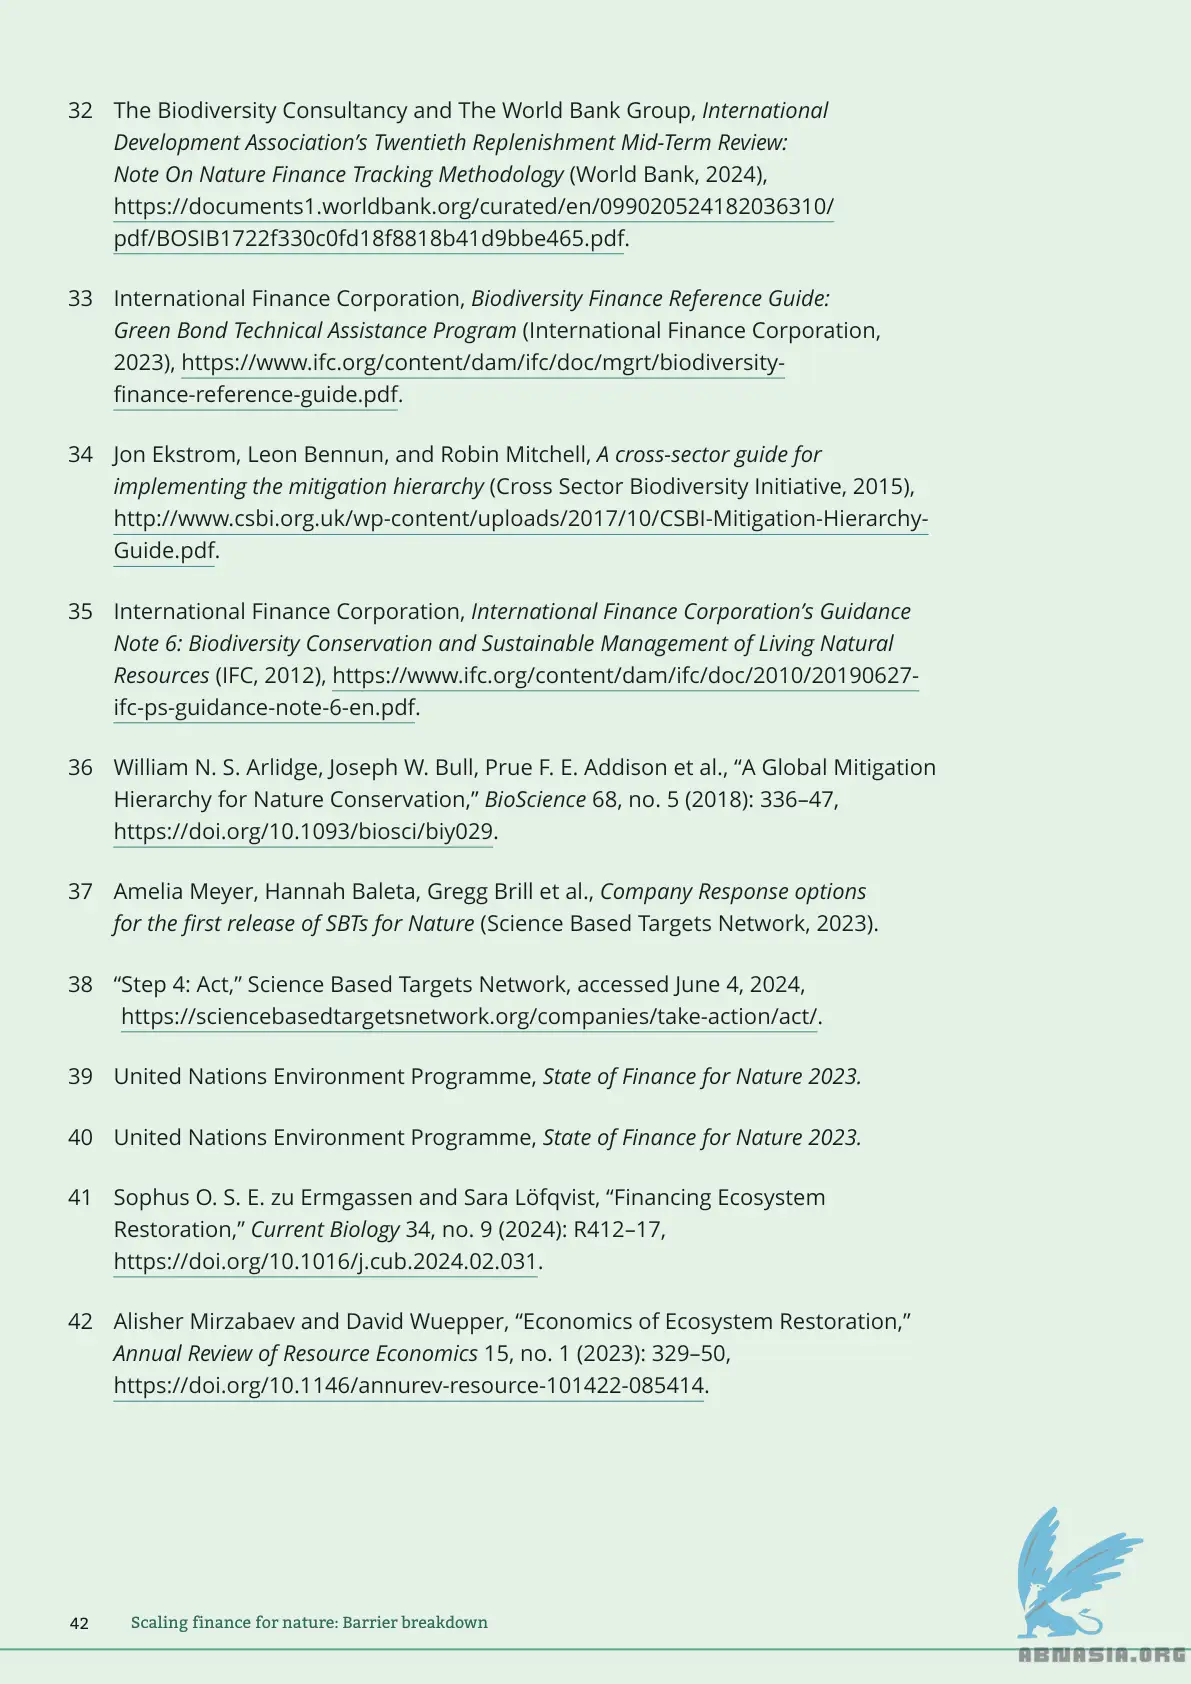 32 The Biodiversity Consultancy and The World Bank Group, International
Development Association’s Twentieth Replenishment Mid-Term Review:
Note On Nature Finance Tracking Methodology (World Bank, 2024),
https://documents1.worldbank.org/curated/en/099020524182036310/
pdf/BOSIB1722f330c0fd18f8818b41d9bbe465.pdf.
33 International Finance Corporation, Biodiversity Finance Reference Guide:
Green Bond Technical Assistance Program (International Finance Corporation,
2023), https://www.ifc.org/content/dam/ifc/doc/mgrt/biodiversity-
finance-reference-guide.pdf.
34 Jon Ekstrom, Leon Bennun, and Robin Mitchell, A cross-sector guide for
implementing the mitigation hierarchy (Cross Sector Biodiversity Initiative, 2015),
http://www.csbi.org.uk/wp-content/uploads/2017/10/CSBI-Mitigation-Hierarchy-
Guide.pdf.
35 International Finance Corporation, International Finance Corporation’s Guidance
Note 6: Biodiversity Conservation and Sustainable Management of Living Natural
Resources (IFC, 2012), https://www.ifc.org/content/dam/ifc/doc/2010/20190627-
ifc-ps-guidance-note-6-en.pdf.
36 William N. S. Arlidge, Joseph W. Bull, Prue F. E. Addison et al., “A Global Mitigation
Hierarchy for Nature Conservation,” BioScience 68, no. 5 (2018): 336–47,
https://doi.org/10.1093/biosci/biy029.
37 Amelia Meyer, Hannah Baleta, Gregg Brill et al., Company Response options
for the first release of SBTs for Nature (Science Based Targets Network, 2023).
38 “Step 4: Act,” Science Based Targets Network, accessed June 4, 2024,
https://sciencebasedtargetsnetwork.org/companies/take-action/act/.
39 United Nations Environment Programme, State of Finance for Nature 2023.
40 United Nations Environment Programme, State of Finance for Nature 2023.
41 Sophus O. S. E. zu Ermgassen and Sara Löfqvist, “Financing Ecosystem
Restoration,” Current Biology 34, no. 9 (2024): R412–17,
https://doi.org/10.1016/j.cub.2024.02.031.
42 Alisher Mirzabaev and David Wuepper, “Economics of Ecosystem Restoration,”
Annual Review of Resource Economics 15, no. 1 (2023): 329–50,
https://doi.org/10.1146/annurev-resource-101422-085414.
42 Scaling finance for nature: Barrier breakdown
ABNASIA.ORG